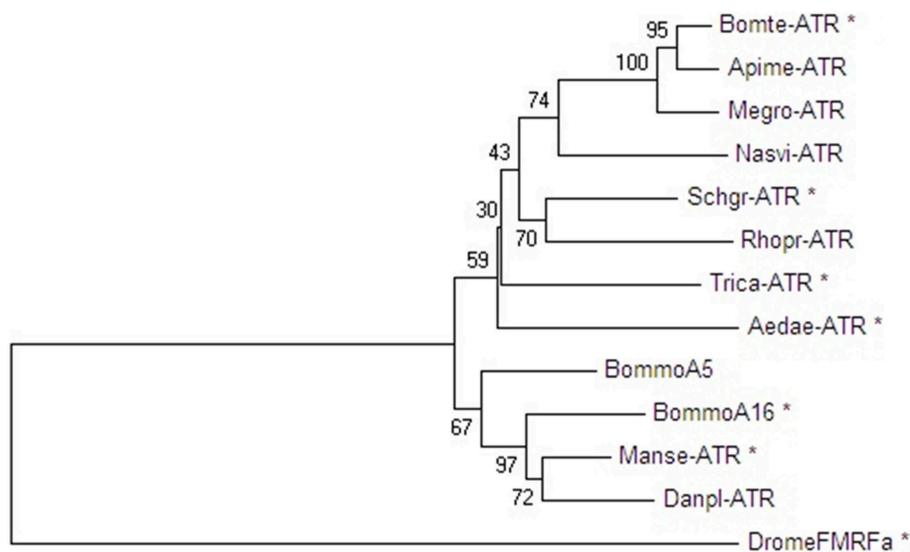 Bomte-ATR *
95
Apime-ATR
100
Megro-ATR
74
Nasvi-ATR
43
Schgr-ATR *
30
70
Rhopr-ATR
59
Trica-ATR *
Aedae-ATR *
BommoA5
BommoA16 *
67
Manse-ATR *
97
72
Danpl-ATR
DromeFMRFa *